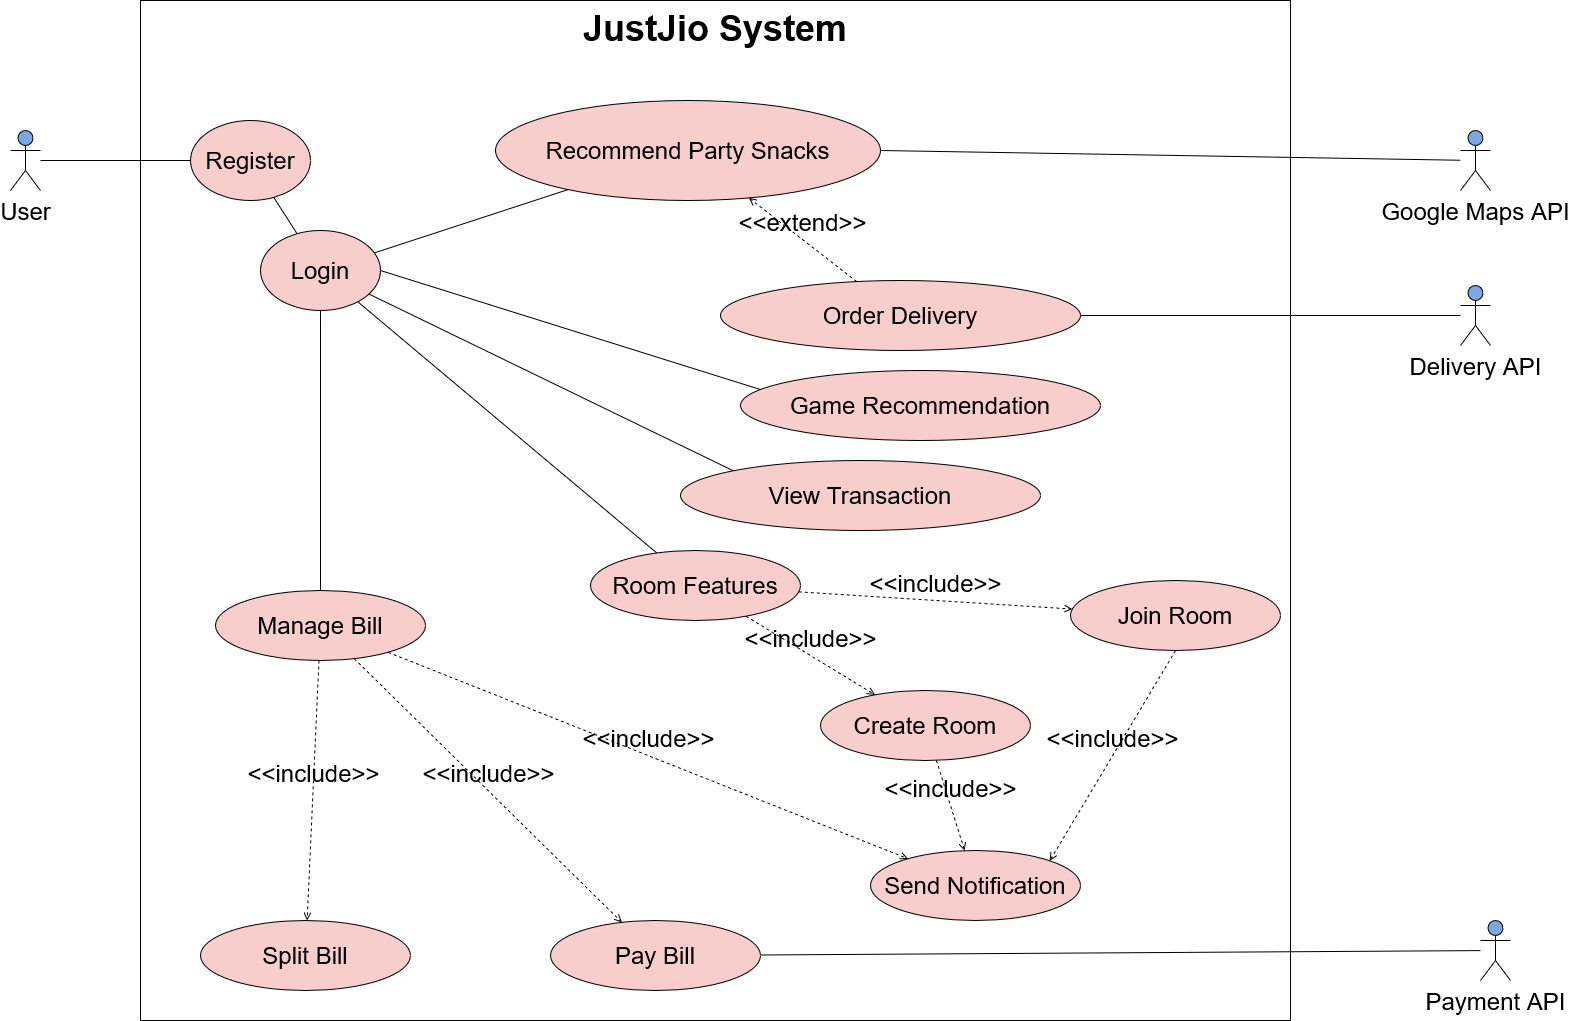 JustJio System
Register
Recommend Party Snacks
User
Google Maps API
<<extend>>
Login
Order Delivery
Delivery API
Game Recommendation
View Transaction
Room Features
<<include>>
Join Room
Manage Bill
<<include>>
Create Room
<<include>>
<<include>>
<<include>>
<<include>>
<<include>>
Send Notification
Split Bill
Pay Bill
Payment API